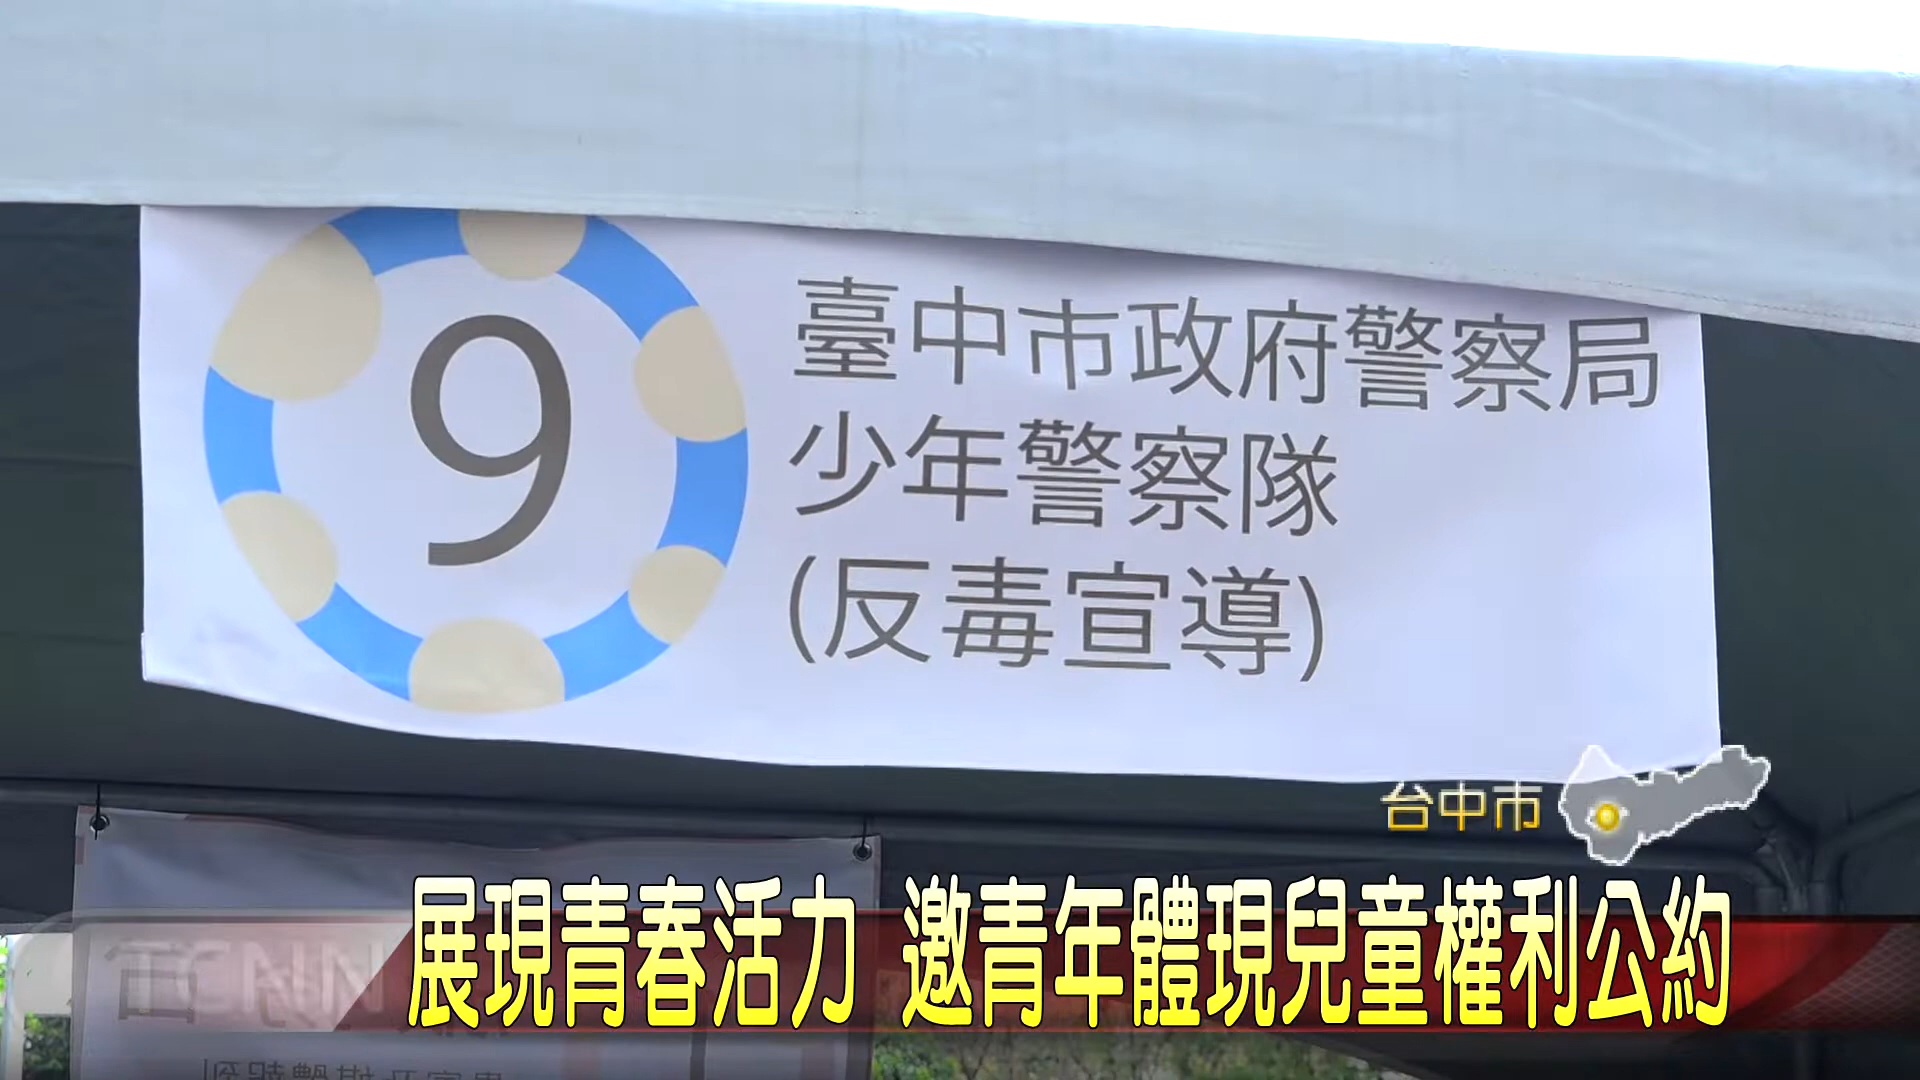 9
臺中市政府警察局
少年警察隊
(反毒宣導)
台中市
展現青春活力 邀青年體現兒童權利公約
TCNN